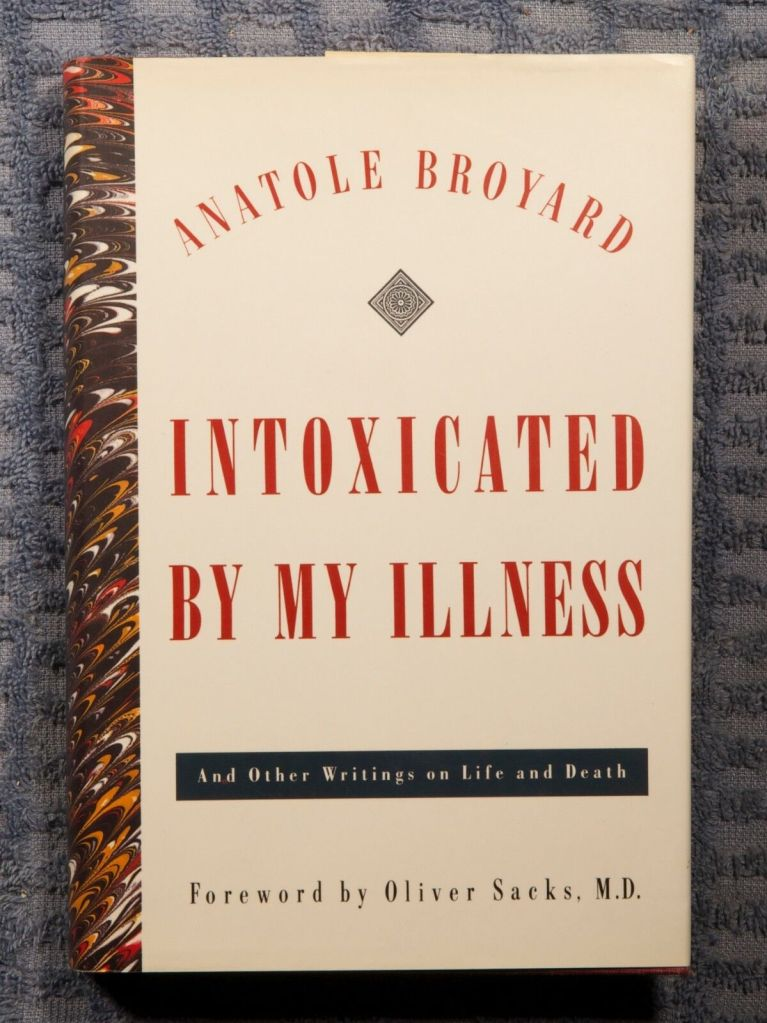 ANATOLE BROYARD
INTOXICATED
BY MY ILLNESS
And Other Writings on Life and Death
Foreword by Oliver Sacks, M.D.